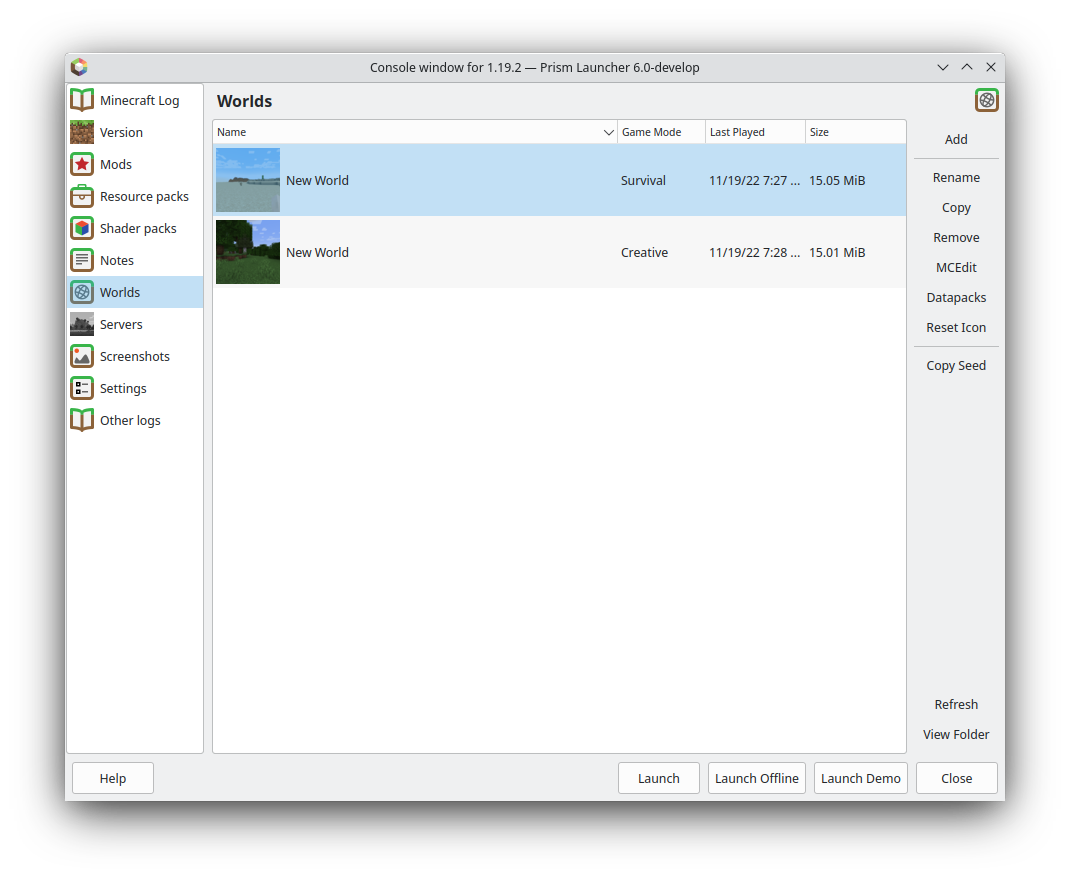 Console window for 1.19.2 — Prism Launcher 6.0-develop
Minecraft Log
Version
Mods
Resource packs
Shader packs
Notes
Worlds
Servers
Screenshots
Settings
Other logs
Worlds
Name Game Mode Last Played Size
New World Survival 11/19/22 7:27 ... 15.05 MiB
New World Creative 11/19/22 7:28 ... 15.01 MiB
Add
Rename
Copy
Remove
MCEdit
Datapacks
Reset Icon
Copy Seed
Refresh
View Folder
Help Launch Launch Offline Launch Demo Close